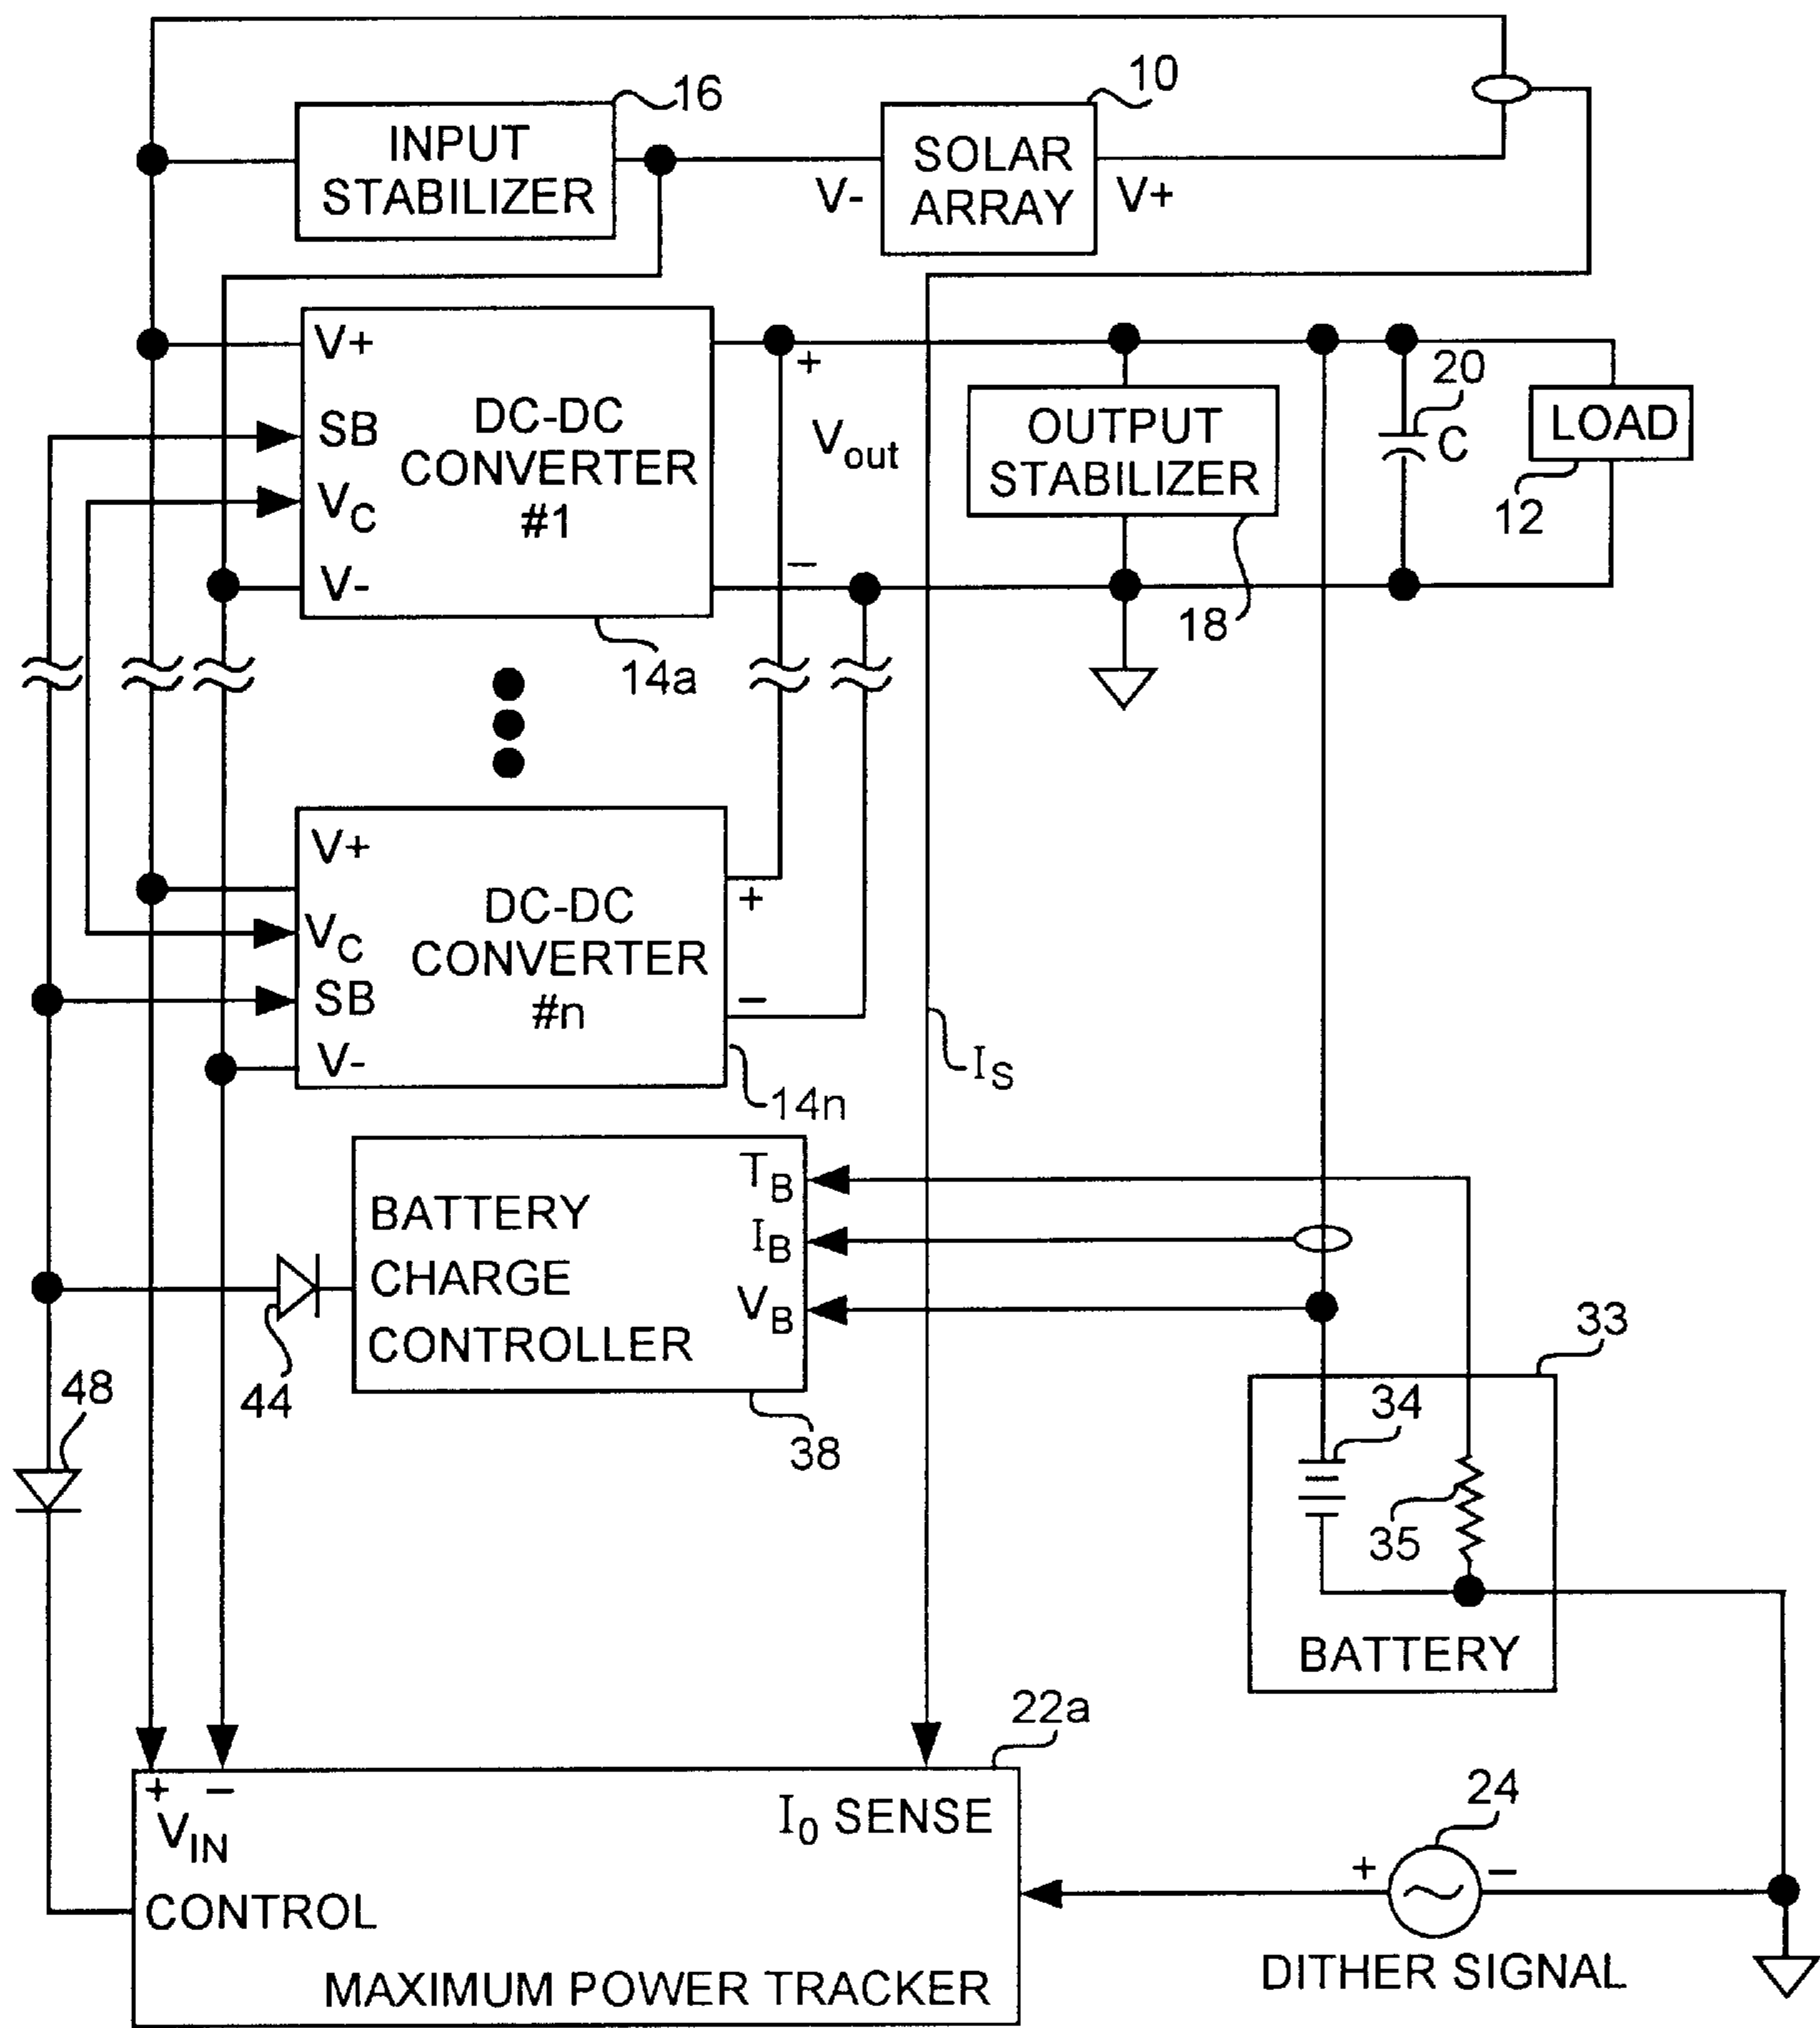 16
10
INPUT
STABILIZER
V-
SOLAR
ARRAY
V+
V+
SB
VC
V-
DC-DC
CONVERTER
#1
14a
+
Vout
−
OUTPUT
STABILIZER
18
20
C
LOAD
12
V+
VC
SB
V-
DC-DC
CONVERTER
#n
+
−
14n
IS
BATTERY
CHARGE
CONTROLLER
TB
IB
VB
38
44
48
33
34
35
BATTERY
22a
+ −
VIN
I0 SENSE
CONTROL
MAXIMUM POWER TRACKER
24
+ −
DITHER SIGNAL